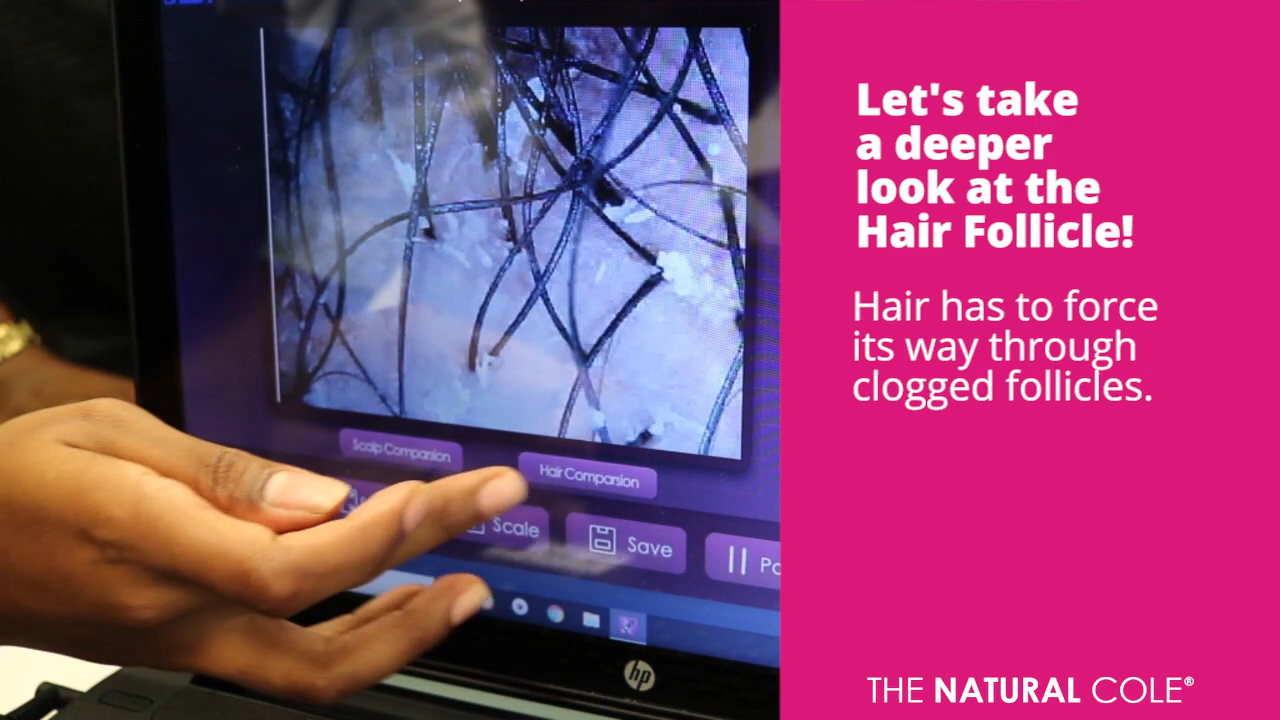 Scalp Comparsion
Hair Comparsion
Scale
Save
hp
Let's take
a deeper
look at the
Hair Follicle!
Hair has to force
its way through
clogged follicles.
THE NATURAL COLE®